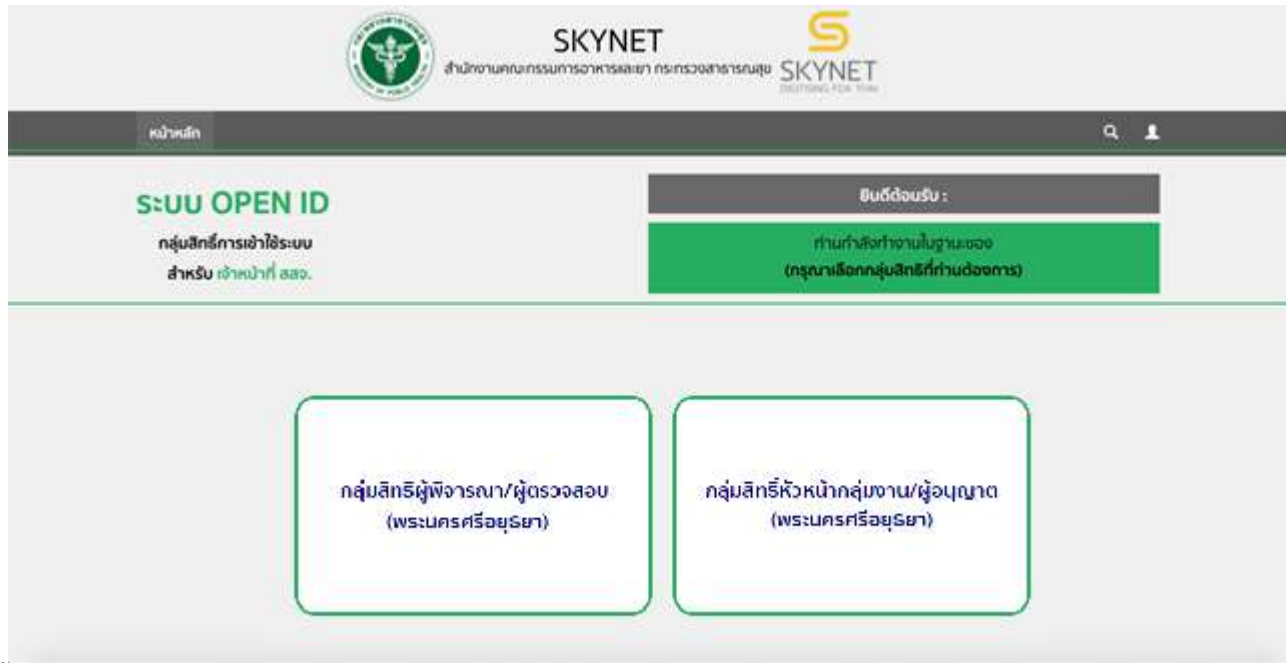 SKYNET
สำนักงานคณะกรรมการอาหารและยา กระทรวงสาธารณสุข
SKYNET
หน้าหลัก
ระบบ OPEN ID
กลุ่มสิทธิ์การเข้าใช้ระบบ
สำหรับ เจ้าหน้าที่ สสจ.
ยินดีต้อนรับ :
ท่านกำลังทำงานในฐานะของ
(กรุณาเลือกกลุ่มสิทธิที่ท่านต้องการ)
กลุ่มสิทธิผู้พิจารณา/ผู้ตรวจสอบ
(พระนครศรีอยุธยา)
กลุ่มสิทธิ์หัวหน้ากลุ่มงาน/ผู้อนุญาต
(พระนครศรีอยุธยา)